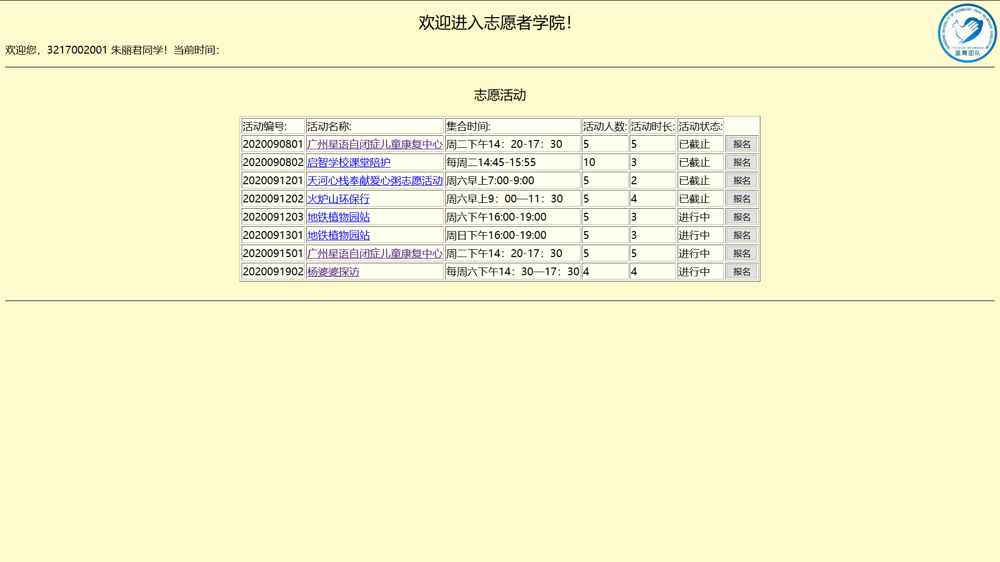 欢迎进入志愿者学院！
GUANGDONG UNIVERSITY OF TECHNOLOGY YOUTH VOLUNTEERS ASSOCIATION
蓝菁团队
欢迎您，3217002001 朱丽君同学！当前时间：
志愿活动
活动编号: 活动名称: 集合时间: 活动人数: 活动时长: 活动状态:
2020090801 广州星语自闭症儿童康复中心 周二下午14：20-17：30 5 5 已截止 报名
2020090802 启智学校课堂陪护 每周二14:45-15:55 10 3 已截止 报名
2020091201 天河心栈奉献爱心粥志愿活动 周六早上7:00-9:00 5 2 已截止 报名
2020091202 火炉山环保行 周六早上9：00—11：30 5 4 已截止 报名
2020091203 地铁植物园站 周六下午16:00-19:00 5 3 进行中 报名
2020091301 地铁植物园站 周日下午16:00-19:00 5 3 进行中 报名
2020091501 广州星语自闭症儿童康复中心 周二下午14：20-17：30 5 5 进行中 报名
2020091902 杨婆婆探访 每周六下午14：30—17：30 4 4 进行中 报名